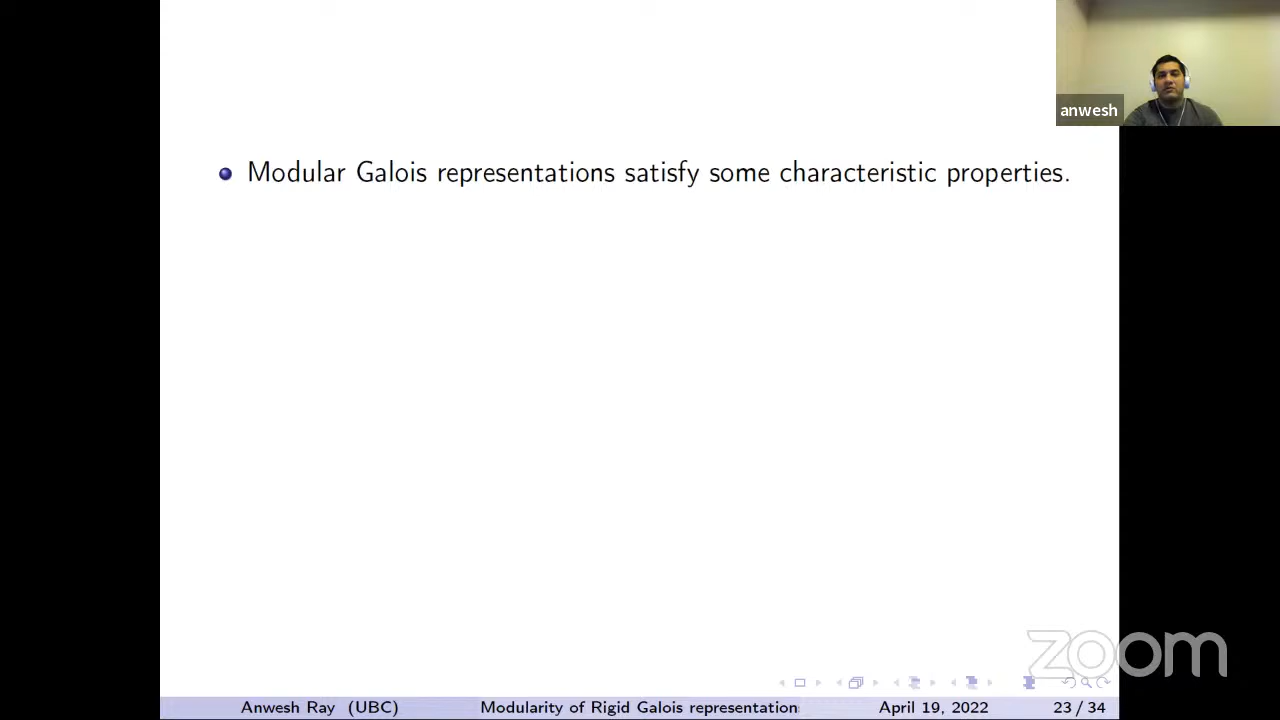 anwesh
Modular Galois representations satisfy some characteristic properties.
zoom
Anwesh Ray (UBC) Modularity of Rigid Galois representation April 19, 2022 23 / 34